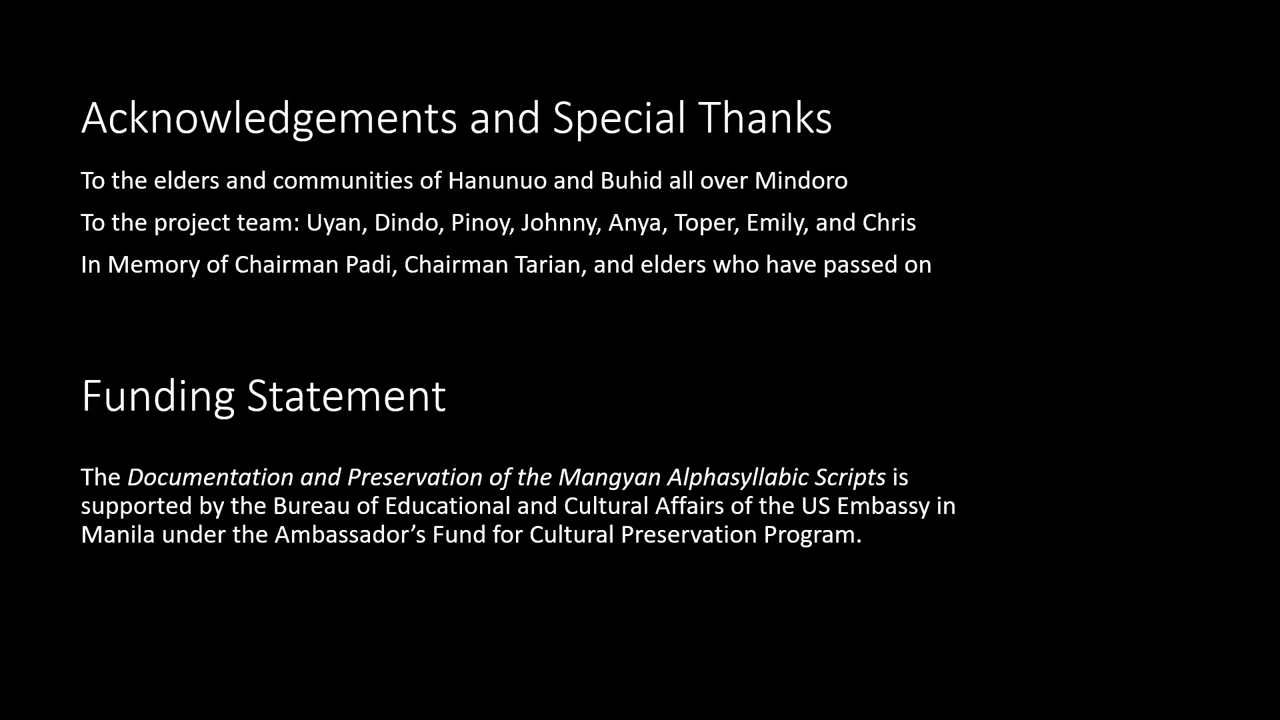 Acknowledgements and Special Thanks
To the elders and communities of Hanunuo and Buhid all over Mindoro
To the project team: Uyan, Dindo, Pinoy, Johnny, Anya, Toper, Emily, and Chris
In Memory of Chairman Padi, Chairman Tarian, and elders who have passed on
Funding Statement
The Documentation and Preservation of the Mangyan Alphasyllabic Scripts is
supported by the Bureau of Educational and Cultural Affairs of the US Embassy in
Manila under the Ambassador’s Fund for Cultural Preservation Program.